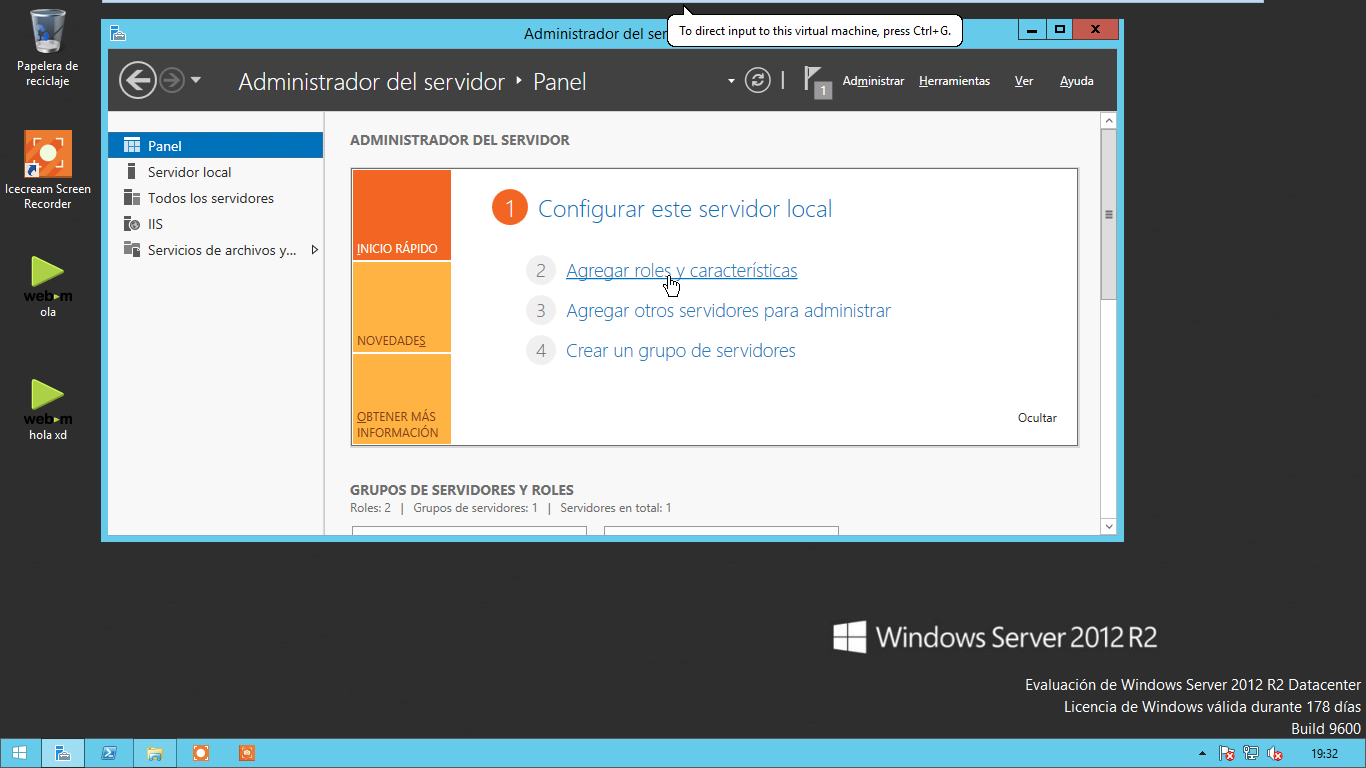 To direct input to this virtual machine, press Ctrl+G.
Papelera de
reciclaje
Icecream Screen
Recorder
web m
ola
web m
hola xd
Administrador del ser
Administrador del servidor
Panel
1
Administrar
Herramientas
Ver
Ayuda
Panel
Servidor local
Todos los servidores
IIS
Servicios de archivos y...
ADMINISTRADOR DEL SERVIDOR
INICIO RÁPIDO
NOVEDADES
OBTENER MÁS
INFORMACIÓN
1 Configurar este servidor local
2 Agregar roles y características
3 Agregar otros servidores para administrar
4 Crear un grupo de servidores
Ocultar
GRUPOS DE SERVIDORES Y ROLES
Roles: 2 | Grupos de servidores: 1 | Servidores en total: 1
Windows Server 2012 R2
Evaluación de Windows Server 2012 R2 Datacenter
Licencia de Windows válida durante 178 días
Build 9600
19:32